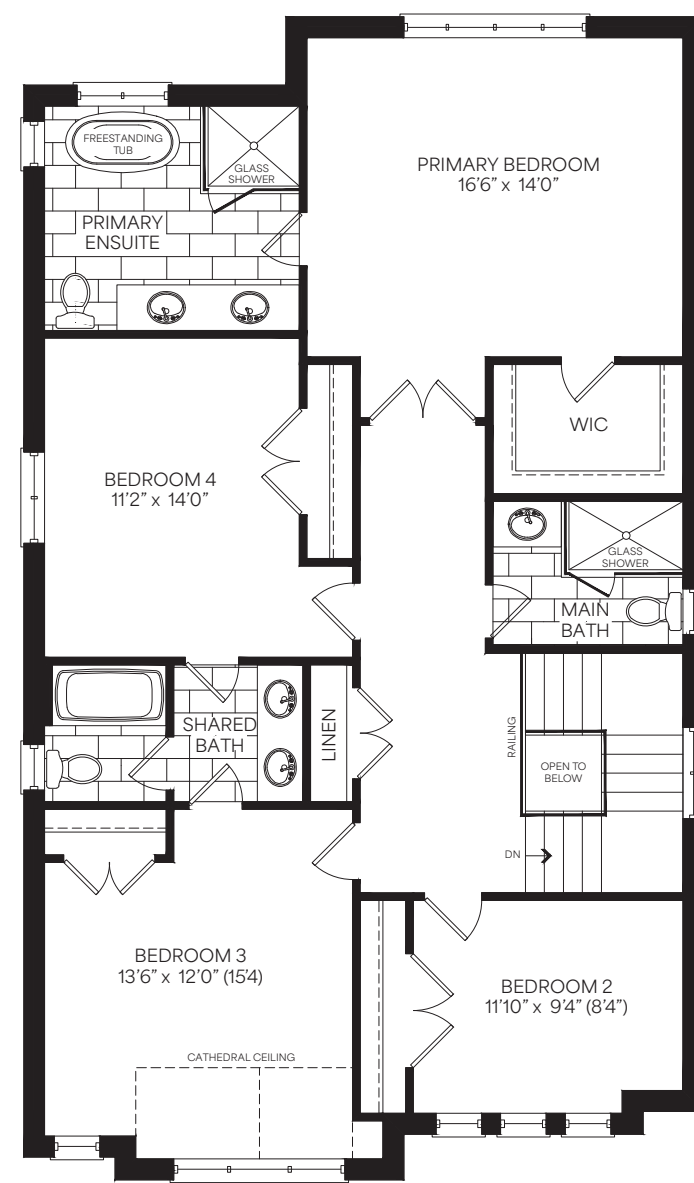 FREESTANDING
TUB
GLASS
SHOWER
PRIMARY
ENSUITE
PRIMARY BEDROOM
16'6" x 14'0"
WIC
BEDROOM 4
11'2" x 14'0"
GLASS
SHOWER
MAIN
BATH
SHARED
BATH
LINEN
RAILING
OPEN TO
BELOW
DN
BEDROOM 3
13'6" x 12'0" (15'4)
CATHEDRAL CEILING
BEDROOM 2
11'10" x 9'4" (8'4")